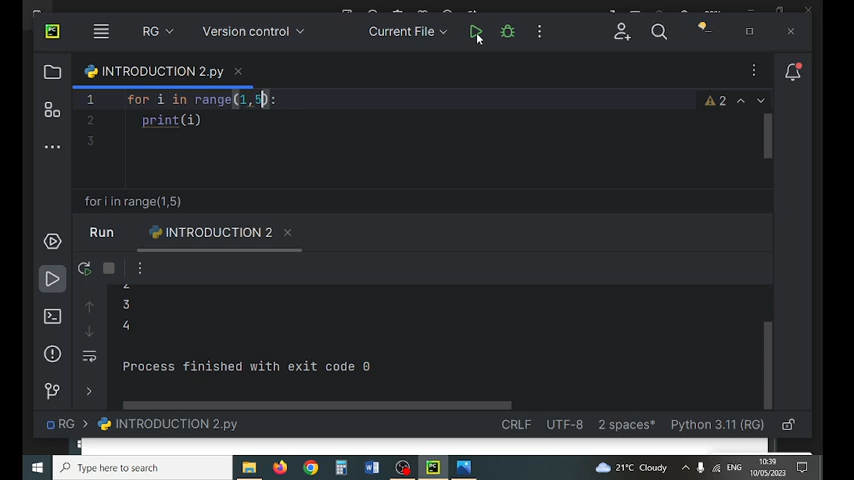 PC
RG
Version control
Current File
INTRODUCTION 2.py
1 for i in range(1,5):
2
2 print(i)
3
for i in range(1,5)
Run
INTRODUCTION 2
3
4
Process finished with exit code 0
RG
INTRODUCTION 2.py
CRLF
UTF-8
2 spaces*
Python 3.11 (RG)
Type here to search
21°C Cloudy
ENG
10:39
10/05/2023